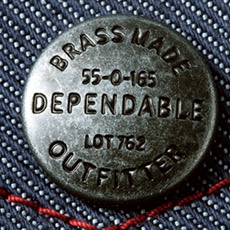 BRASS MADE
55-0-165
DEPENDABLE
LOT 762
OUTFITTER